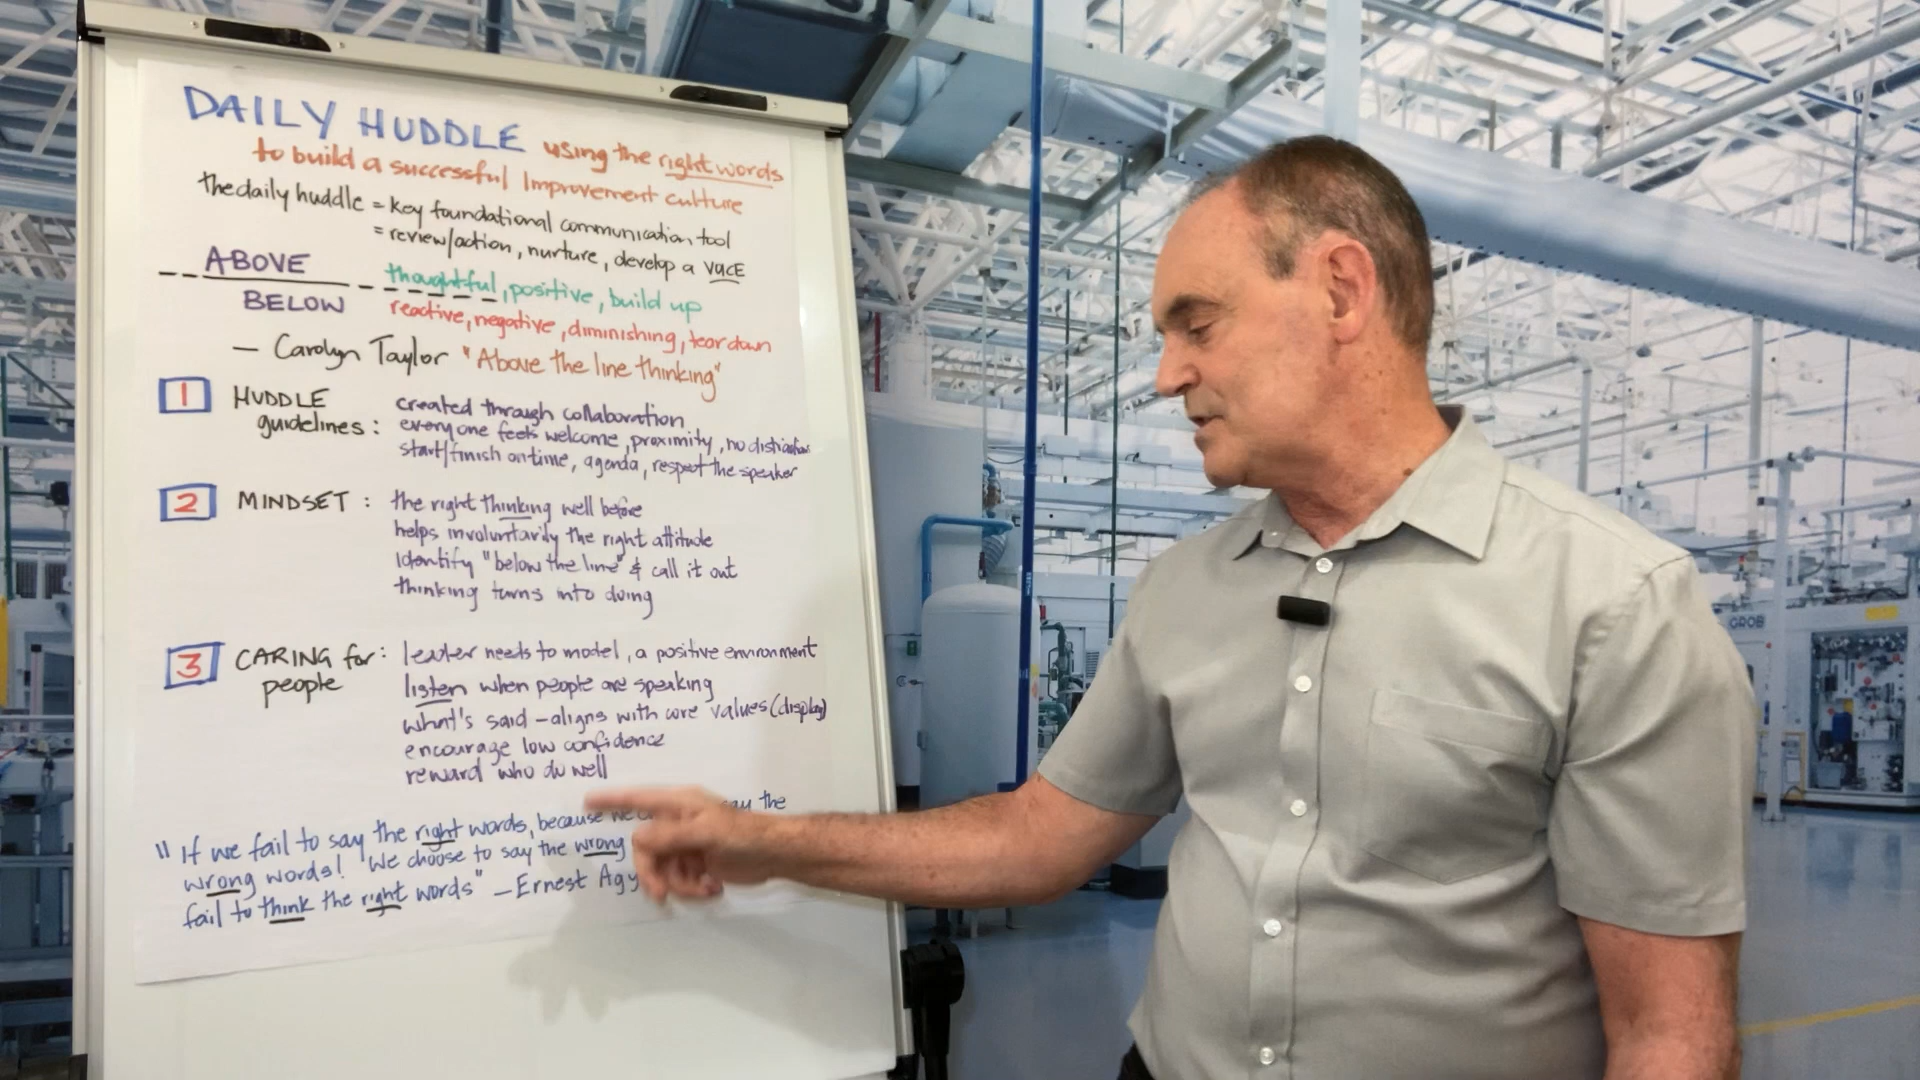 DAILY HUDDLE using the right words
to build a successful Improvement culture
the daily huddle = key foundational communication tool
= review/action, nurture, develop a
ABOVE thoughtful, positive, build up
BELOW reactive, negative, diminishing, tear down
— Carolyn Taylor "Above the line thinking"
1 HUDDLE guidelines: created through collaboration
everyone feels welcome, proximity, no
start/finish on time, agenda, respect the speaker
2 MINDSET: the right thinking well before
helps involuntarily the right attitude
Identify "below the line" & call it out
thinking turns into doing
3 CARING for people: leader needs to model, a positive environment
listen when people are speaking
what's said – aligns with core values (display)
encourage low confidence
reward who do well
"If we fail to say the right words, because we the
wrong words! We choose to say the wrong
fail to think the right words" — Ernest
GROB